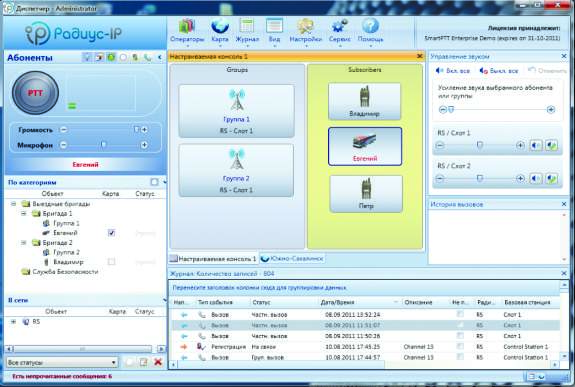 Диспетчер - Administrator
Радиус-IP
Операторы
Карта
Журнал
Вид
Настройки
Сервис
Помощь
Лицензия принадлежит:
SmartPTT Enterprise Demo (expires on 31-10-2011)
Абоненты
PTT
Громкость
Микрофон
Евгений
По категориям
Объект Карта Статус
Выездные бригады
Бригада 1
Группа 1
Евгений
Бригада 2
Группа 2
Владимир
Служба Безопасности
В сети
Объект Статус
RS
Все статусы
Есть непрочитанные сообщения: 6
Настраиваемая консоль 1
Groups
Группа 1
RS - Слот 1
Группа 2
RS - Слот 1
Subscribers
Владимир
Евгений
Петр
Настраиваемая консоль 1
Южно-Сахалинск
Управление звуком
Вкл. все
Выкл. все
Отменить
Усиление звука выбранного абонента или группы
RS / Слот 1
RS / Слот 2
История вызовов
Журнал: Количество записей - 804
Перенесите заголовок колонки сюда для группировки данных
Нап... Тип события Статус Дата/Время Описание Не п... Ради... Базовая станция
Вызов Частн. вызов 08.09.2011 13:52:24 RS Слот 1
Вызов Частн. вызов 08.09.2011 11:51:07 RS Слот 1
Вызов Частн. вызов 08.09.2011 11:50:26 RS Слот 1
Регистрация На связи 10.08.2011 17:45:25 Channel 13 RS Control Station 1
Вызов Груп. вызов 10.08.2011 17:44:57 Channel 13 RS Control Station 1